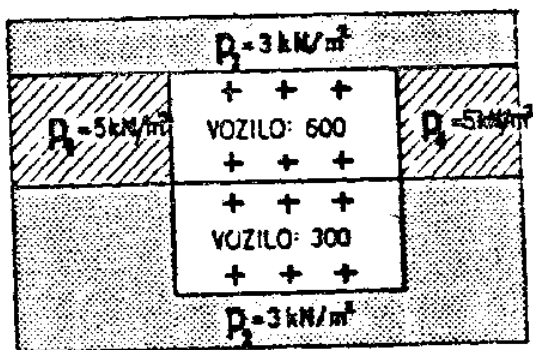 P₂ = 3 kN/m²
P₁ = 5 kN/m²
VOZILO: 600
P₁ = 5 kN/m²
VOZILO: 300
P₂ = 3 kN/m²